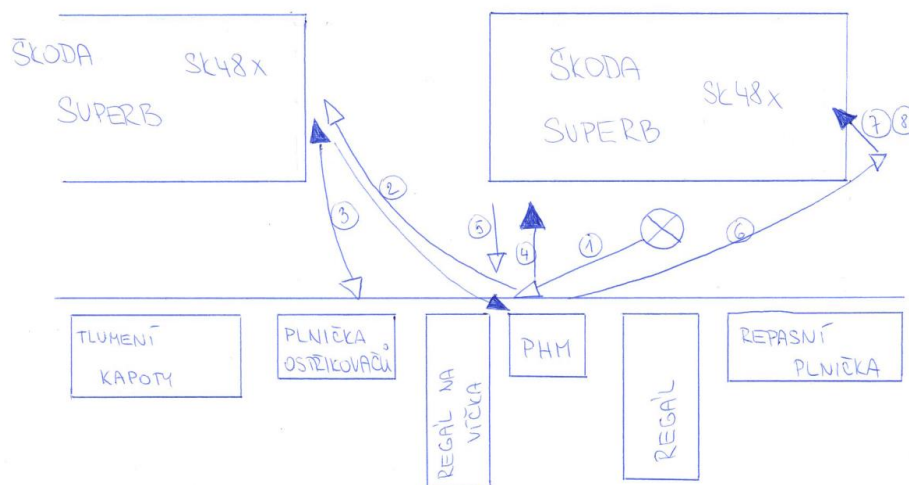 ŠKODA SK48X
SUPERB
ŠKODA
SK48X
SUPERB
7 8
2
3
5
4
1
6
TLUMENÍ
KAPOTY
PLNIČKA
OSTŘIKOVAČŮ
REGÁL NA
VÍČKA
PHM
REGÁL
REPASNÍ
PLNIČKA